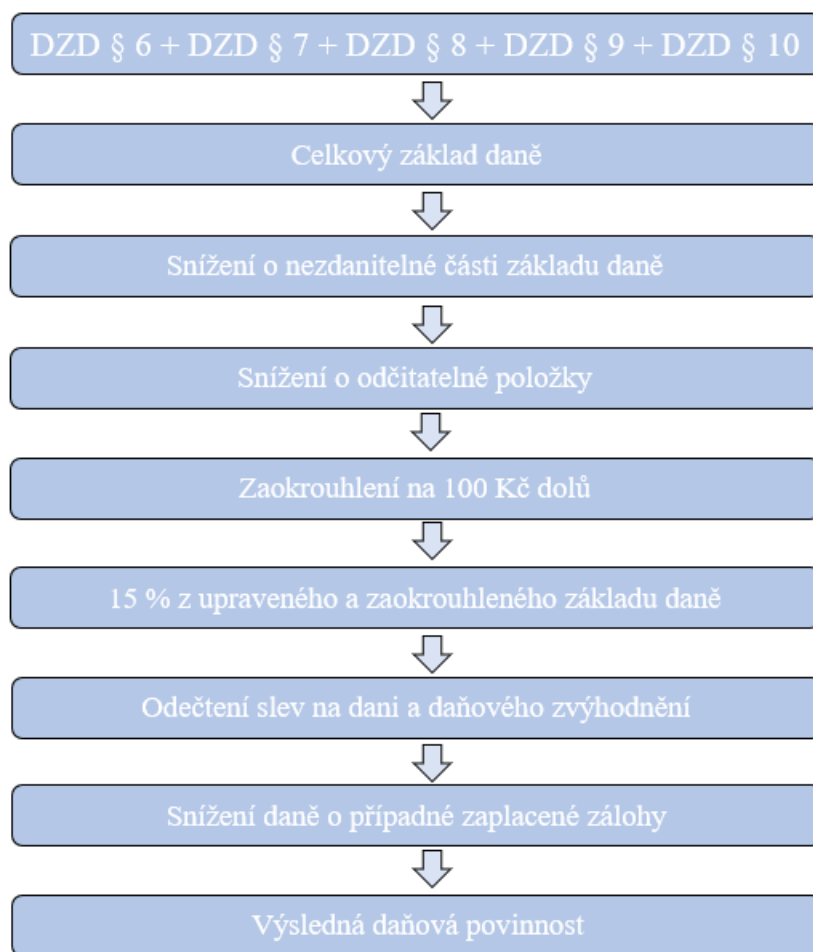 DZD § 6 + DZD § 7 + DZD § 8 + DZD § 9 + DZD § 10
Celkový základ daně
Snížení o nezdanitelné části základu daně
Snížení o odčitatelné položky
Zaokrouhlení na 100 Kč dolů
15 % z upraveného a zaokrouhleného základu daně
Odečtení slev na dani a daňového zvýhodnění
Snížení daně o případné zaplacené zálohy
Výsledná daňová povinnost